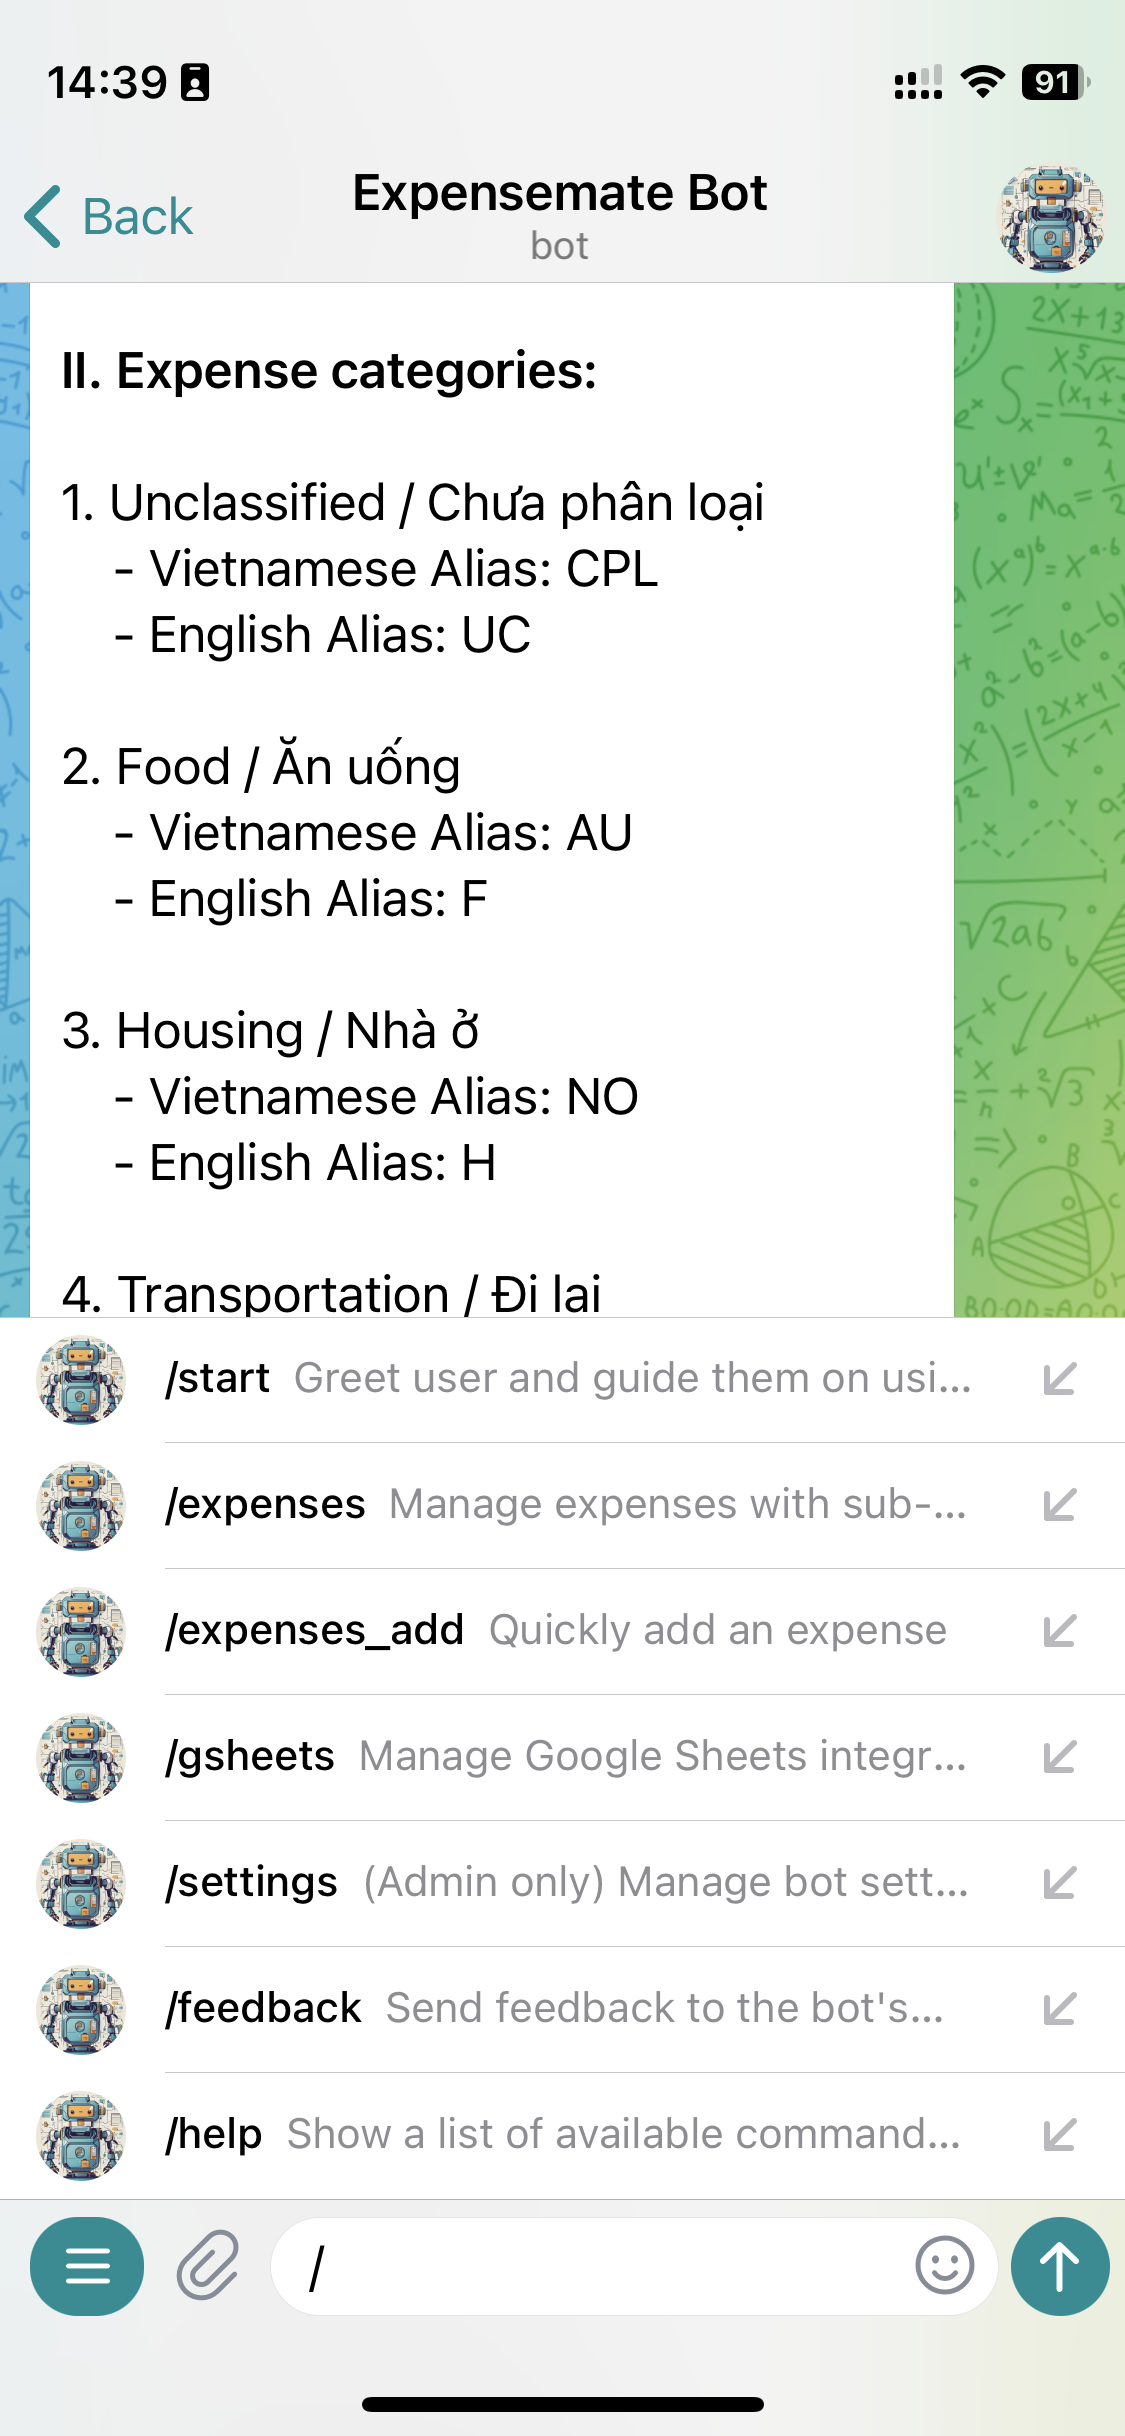 14:39
91
Back
Expensemate Bot
bot
II. Expense categories:
1. Unclassified / Chưa phân loại
- Vietnamese Alias: CPL
- English Alias: UC
2. Food / Ăn uống
- Vietnamese Alias: AU
- English Alias: F
3. Housing / Nhà ở
- Vietnamese Alias: NO
- English Alias: H
4. Transportation / Đi lại
/start Greet user and guide them on usi...
/expenses Manage expenses with sub-...
/expenses_add Quickly add an expense
/gsheets Manage Google Sheets integr...
/settings (Admin only) Manage bot sett...
/feedback Send feedback to the bot's...
/help Show a list of available command...
/